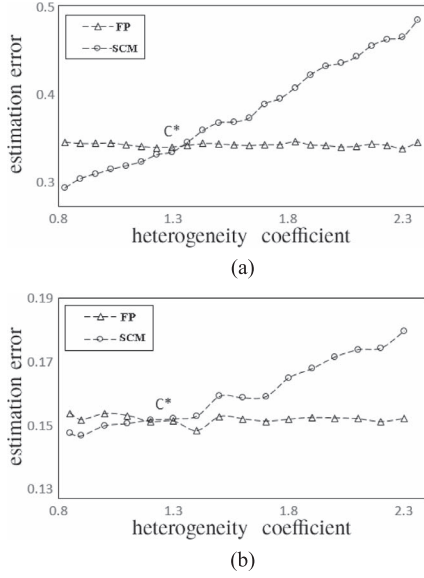 0.5
FP
SCM
0.4
C*
0.3
estimation error
0.8 1.3 1.8 2.3
heterogeneity coefficient
(a)
0.19
FP
SCM
0.17
C*
0.15
0.13
estimation error
0.8 1.3 1.8 2.3
heterogeneity coefficient
(b)